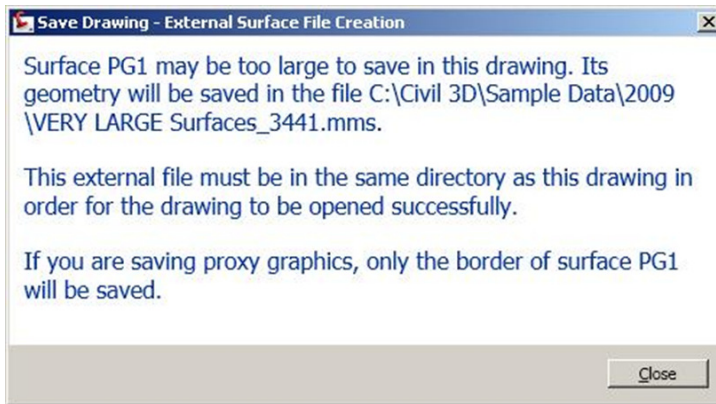 Save Drawing - External Surface File Creation
Surface PG1 may be too large to save in this drawing. Its
geometry will be saved in the file C:\Civil 3D\Sample Data\2009
\VERY LARGE Surfaces_3441.mms.
This external file must be in the same directory as this drawing in
order for the drawing to be opened successfully.
If you are saving proxy graphics, only the border of surface PG1
will be saved.
Close